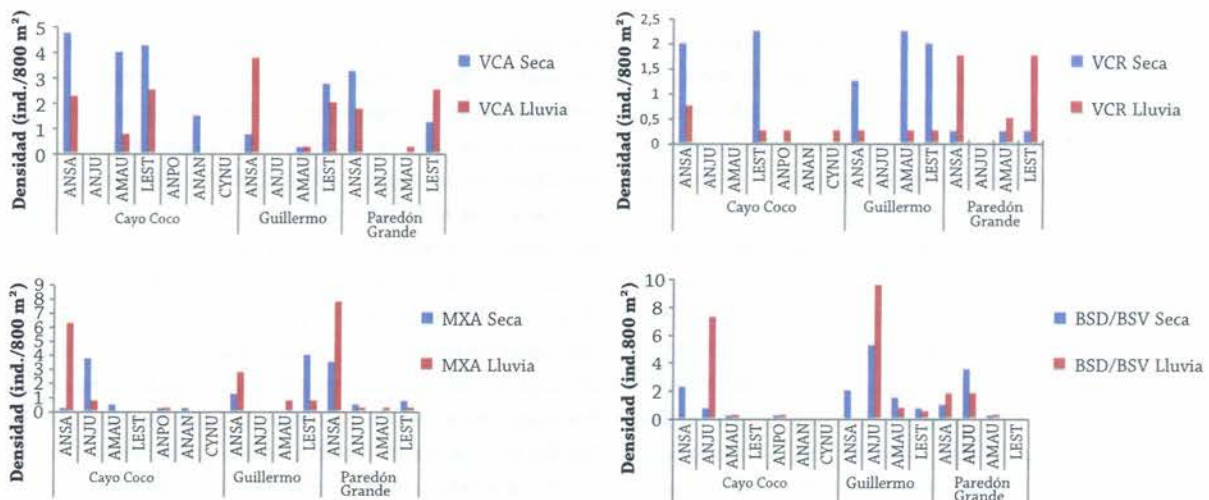 Densidad (ind./800 m²)
5
4
3
2
1
0
ANSA
ANJU
AMAU
LEST
ANPO
ANAN
CYNU
ANSA
ANJU
AMAU
LEST
ANSA
ANJU
AMAU
LEST
Cayo Coco
Guillermo
Paredón
Grande
VCA Seca
VCA Lluvia
Densidad (ind./800 m²)
2,5
2
1,5
1
0,5
0
ANSA
ANJU
AMAU
LEST
ANPO
ANAN
CYNU
ANSA
ANJU
AMAU
LEST
ANSA
ANJU
AMAU
LEST
Cayo Coco
Guillermo
Paredón
Grande
VCR Seca
VCR Lluvia
Densidad (ind./800 m²)
9
8
7
6
5
4
3
2
1
0
ANSA
ANJU
AMAU
LEST
ANPO
ANAN
CYNU
ANSA
ANJU
AMAU
LEST
ANSA
ANJU
AMAU
LEST
Cayo Coco
Guillermo
Paredón
Grande
MXA Seca
MXA Lluvia
Densidad (ind.800 m²)
10
8
6
4
2
0
ANSA
ANJU
AMAU
LEST
ANPO
ANAN
CYNU
ANSA
ANJU
AMAU
LEST
ANSA
ANJU
AMAU
LEST
Cayo Coco
Guillermo
Paredón
Grande
BSD/BSV Seca
BSD/BSV Lluvia